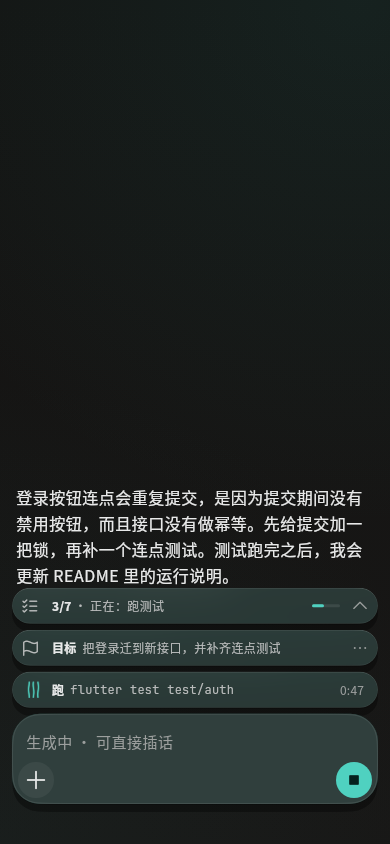 登录按钮连点会重复提交，是因为提交期间没有
禁用按钮，而且接口没有做幂等。先给提交加一
把锁，再补一个连点测试。测试跑完之后，我会
更新 README 里的运行说明。
3/7 · 正在：跑测试
目标 把登录迁到新接口，并补齐连点测试
跑 flutter test test/auth 0:47
生成中 · 可直接插话